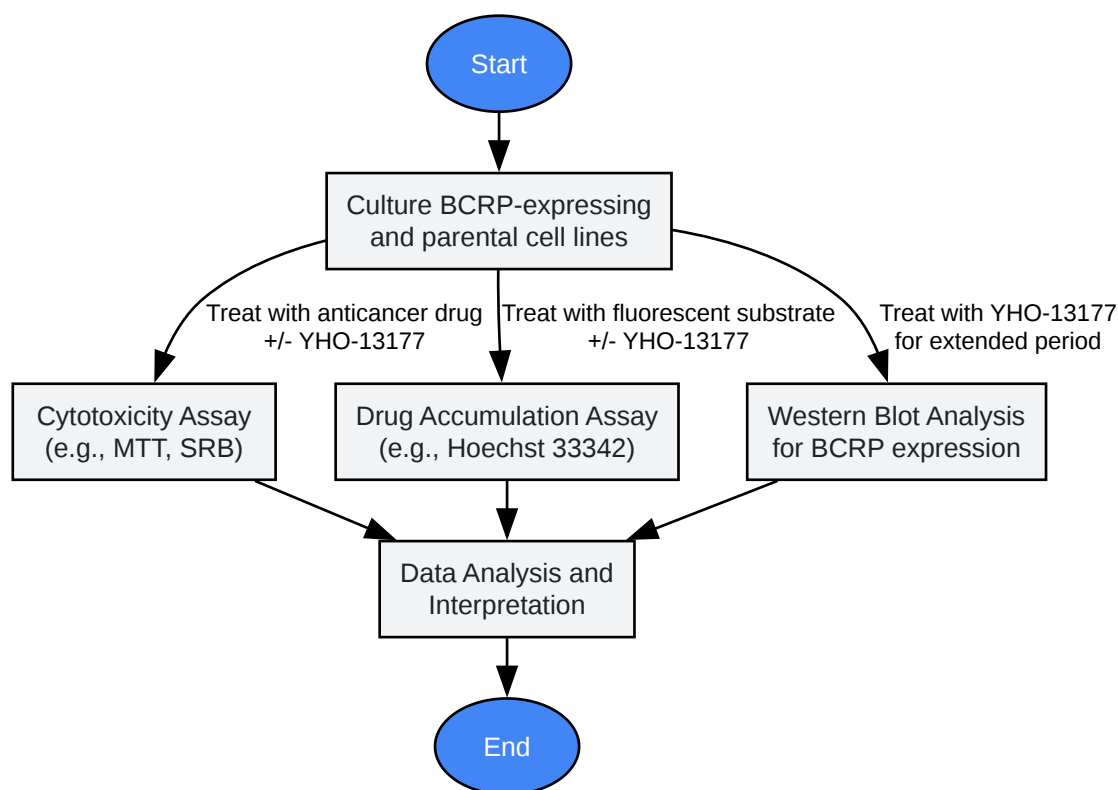 Start
Culture BCRP-expressing
and parental cell lines
Treat with anticancer drug
+/- YHO-13177
Treat with fluorescent substrate
+/- YHO-13177
Treat with YHO-13177
for extended period
Cytotoxicity Assay
(e.g., MTT, SRB)
Drug Accumulation Assay
(e.g., Hoechst 33342)
Western Blot Analysis
for BCRP expression
Data Analysis and
Interpretation
End